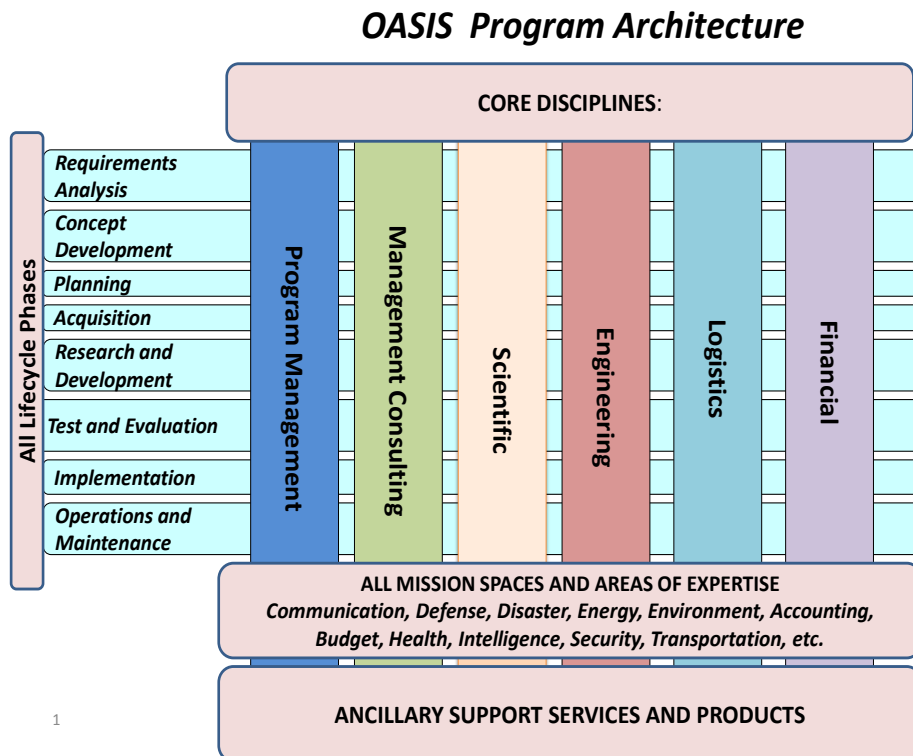 OASIS Program Architecture
CORE DISCIPLINES:
All Lifecycle Phases
Requirements
Analysis
Concept
Development
Planning
Acquisition
Research and
Development
Test and Evaluation
Implementation
Operations and
Maintenance
Program Management
Management Consulting
Scientific
Engineering
Logistics
Financial
ALL MISSION SPACES AND AREAS OF EXPERTISE
Communication, Defense, Disaster, Energy, Environment, Accounting,
Budget, Health, Intelligence, Security, Transportation, etc.
ANCILLARY SUPPORT SERVICES AND PRODUCTS
1